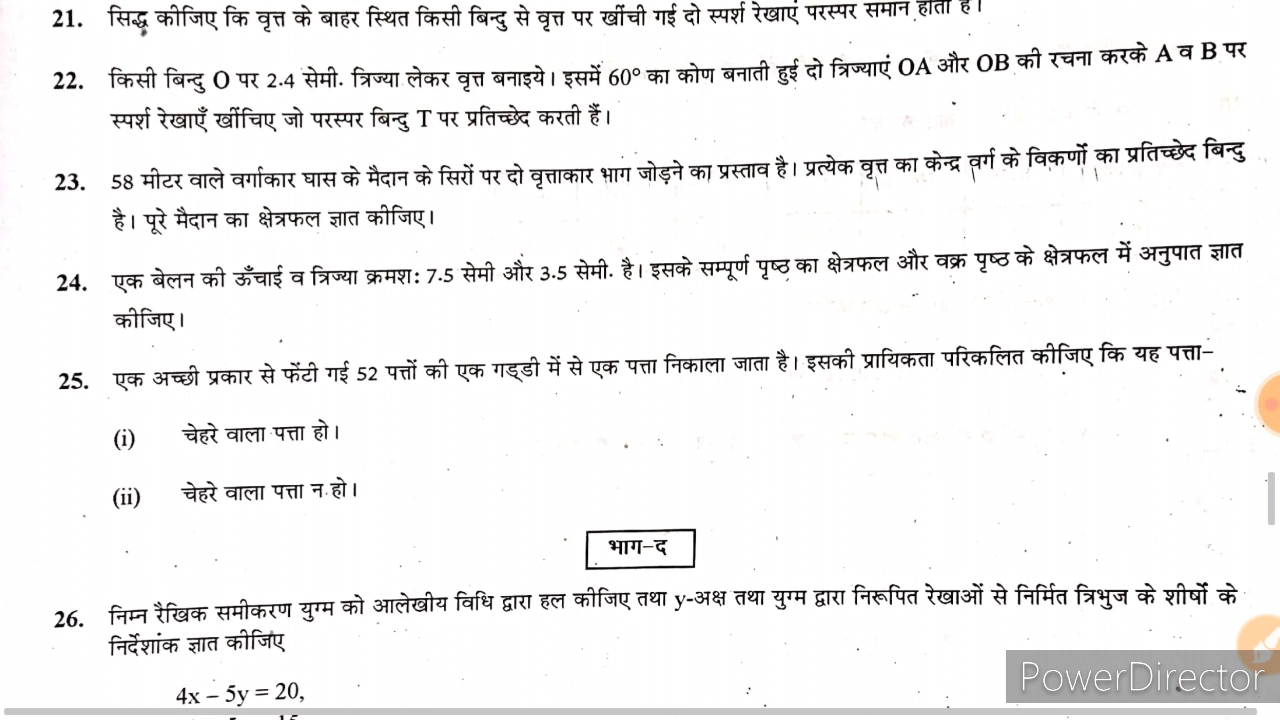 21. सिद्ध कीजिए कि वृत्त के बाहर स्थित किसी बिन्दु से वृत्त पर खींची गई दो स्पर्श रेखाएं परस्पर समान होती है।
22. किसी बिन्दु O पर 2.4 सेमी. त्रिज्या लेकर वृत्त बनाइये। इसमें 60° का कोण बनाती हुई दो त्रिज्याएं OA और OB की रचना करके A व B पर
स्पर्श रेखाएँ खींचिए जो परस्पर बिन्दु T पर प्रतिच्छेद करती हैं।
23. 58 मीटर वाले वर्गाकार घास के मैदान के सिरों पर दो वृत्ताकार भाग जोड़ने का प्रस्ताव है। प्रत्येक वृत्त का केन्द्र वर्ग के विकर्णों का प्रतिच्छेद बिन्दु
है। पूरे मैदान का क्षेत्रफल ज्ञात कीजिए।
24. एक बेलन की ऊँचाई व त्रिज्या क्रमश: 7.5 सेमी और 3.5 सेमी. है। इसके सम्पूर्ण पृष्ठ का क्षेत्रफल और वक्र पृष्ठ के क्षेत्रफल में अनुपात ज्ञात
कीजिए।
25. एक अच्छी प्रकार से फेंटी गई 52 पत्तों की एक गड्डी में से एक पत्ता निकाला जाता है। इसकी प्रायिकता परिकलित कीजिए कि यह पत्ता–
(i) चेहरे वाला पत्ता हो।
(ii) चेहरे वाला पत्ता न हो।
भाग–द
26. निम्न रैखिक समीकरण युग्म को आलेखीय विधि द्वारा हल कीजिए तथा y-अक्ष तथा युग्म द्वारा निरूपित रेखाओं से निर्मित त्रिभुज के शीर्षों के
निर्देशांक ज्ञात कीजिए
4x – 5y = 20,
PowerDirector